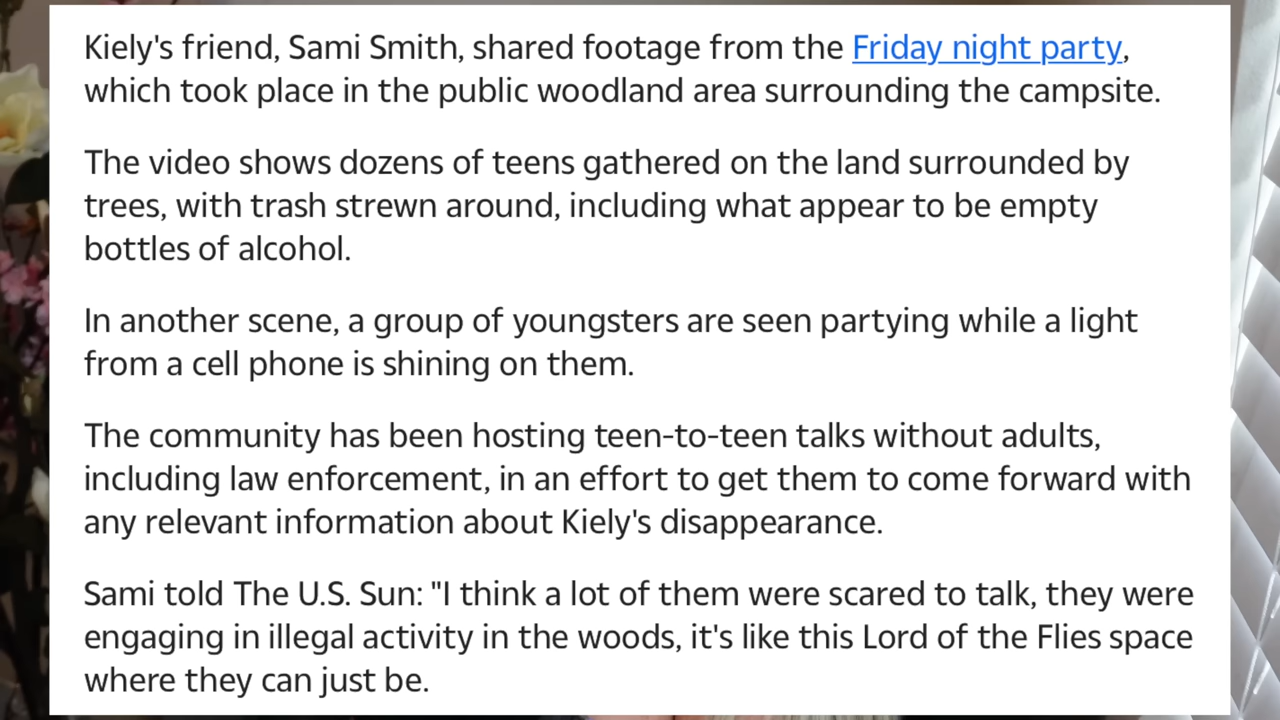 Kiely's friend, Sami Smith, shared footage from the Friday night party,
which took place in the public woodland area surrounding the campsite.
The video shows dozens of teens gathered on the land surrounded by
trees, with trash strewn around, including what appear to be empty
bottles of alcohol.
In another scene, a group of youngsters are seen partying while a light
from a cell phone is shining on them.
The community has been hosting teen-to-teen talks without adults,
including law enforcement, in an effort to get them to come forward with
any relevant information about Kiely's disappearance.
Sami told The U.S. Sun: "I think a lot of them were scared to talk, they were
engaging in illegal activity in the woods, it's like this Lord of the Flies space
where they can just be.